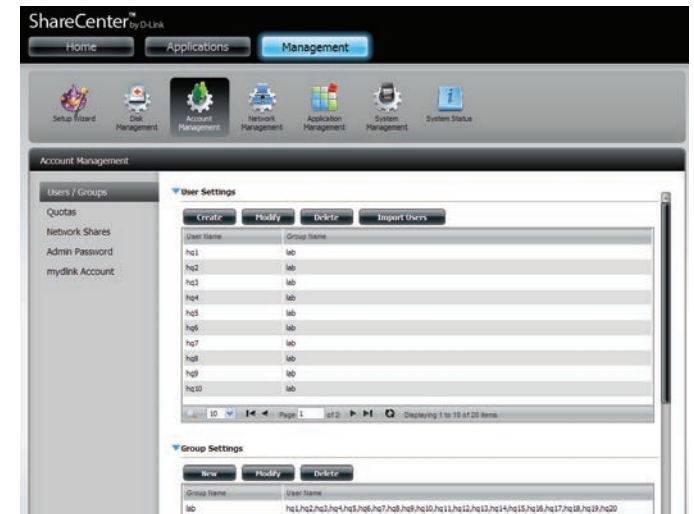 ShareCenter™ by D-Link
Home Applications Management
Setup Wizard Disk Management Account Management Network Management Application Management System Management System Status
Account Management
Users / Groups
Quotas
Network Shares
Admin Password
mydlink Account
User Settings
Create Modify Delete Import Users
User Name Group Name
hq1 lab
hq2 lab
hq3 lab
hq4 lab
hq5 lab
hq6 lab
hq7 lab
hq8 lab
hq9 lab
hq10 lab
10 Page 1 of 2 Displaying 1 to 10 of 20 items
Group Settings
New Modify Delete
Group Name User Name
lab hq1,hq2,hq3,hq4,hq5,hq6,hq7,hq8,hq9,hq10,hq11,hq12,hq13,hq14,hq15,hq16,hq17,hq18,hq19,hq20